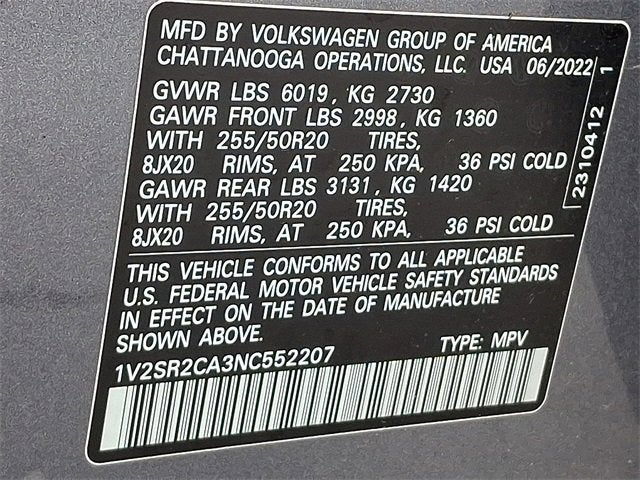 MFD BY VOLKSWAGEN GROUP OF AMERICA
CHATTANOOGA OPERATIONS, LLC. USA 06/2022
GVWR LBS 6019, KG 2730
GAWR FRONT LBS 2998, KG 1360
WITH 255/50R20 TIRES,
8JX20 RIMS, AT 250 KPA, 36 PSI COLD
GAWR REAR LBS 3131, KG 1420
WITH 255/50R20 TIRES,
8JX20 RIMS, AT 250 KPA, 36 PSI COLD
THIS VEHICLE CONFORMS TO ALL APPLICABLE
U.S. FEDERAL MOTOR VEHICLE SAFETY STANDARDS
IN EFFECT ON THE DATE OF MANUFACTURE
SHOWN ABOVE.
1V2SR2CA3NC552207 TYPE: MPV
2310412 1